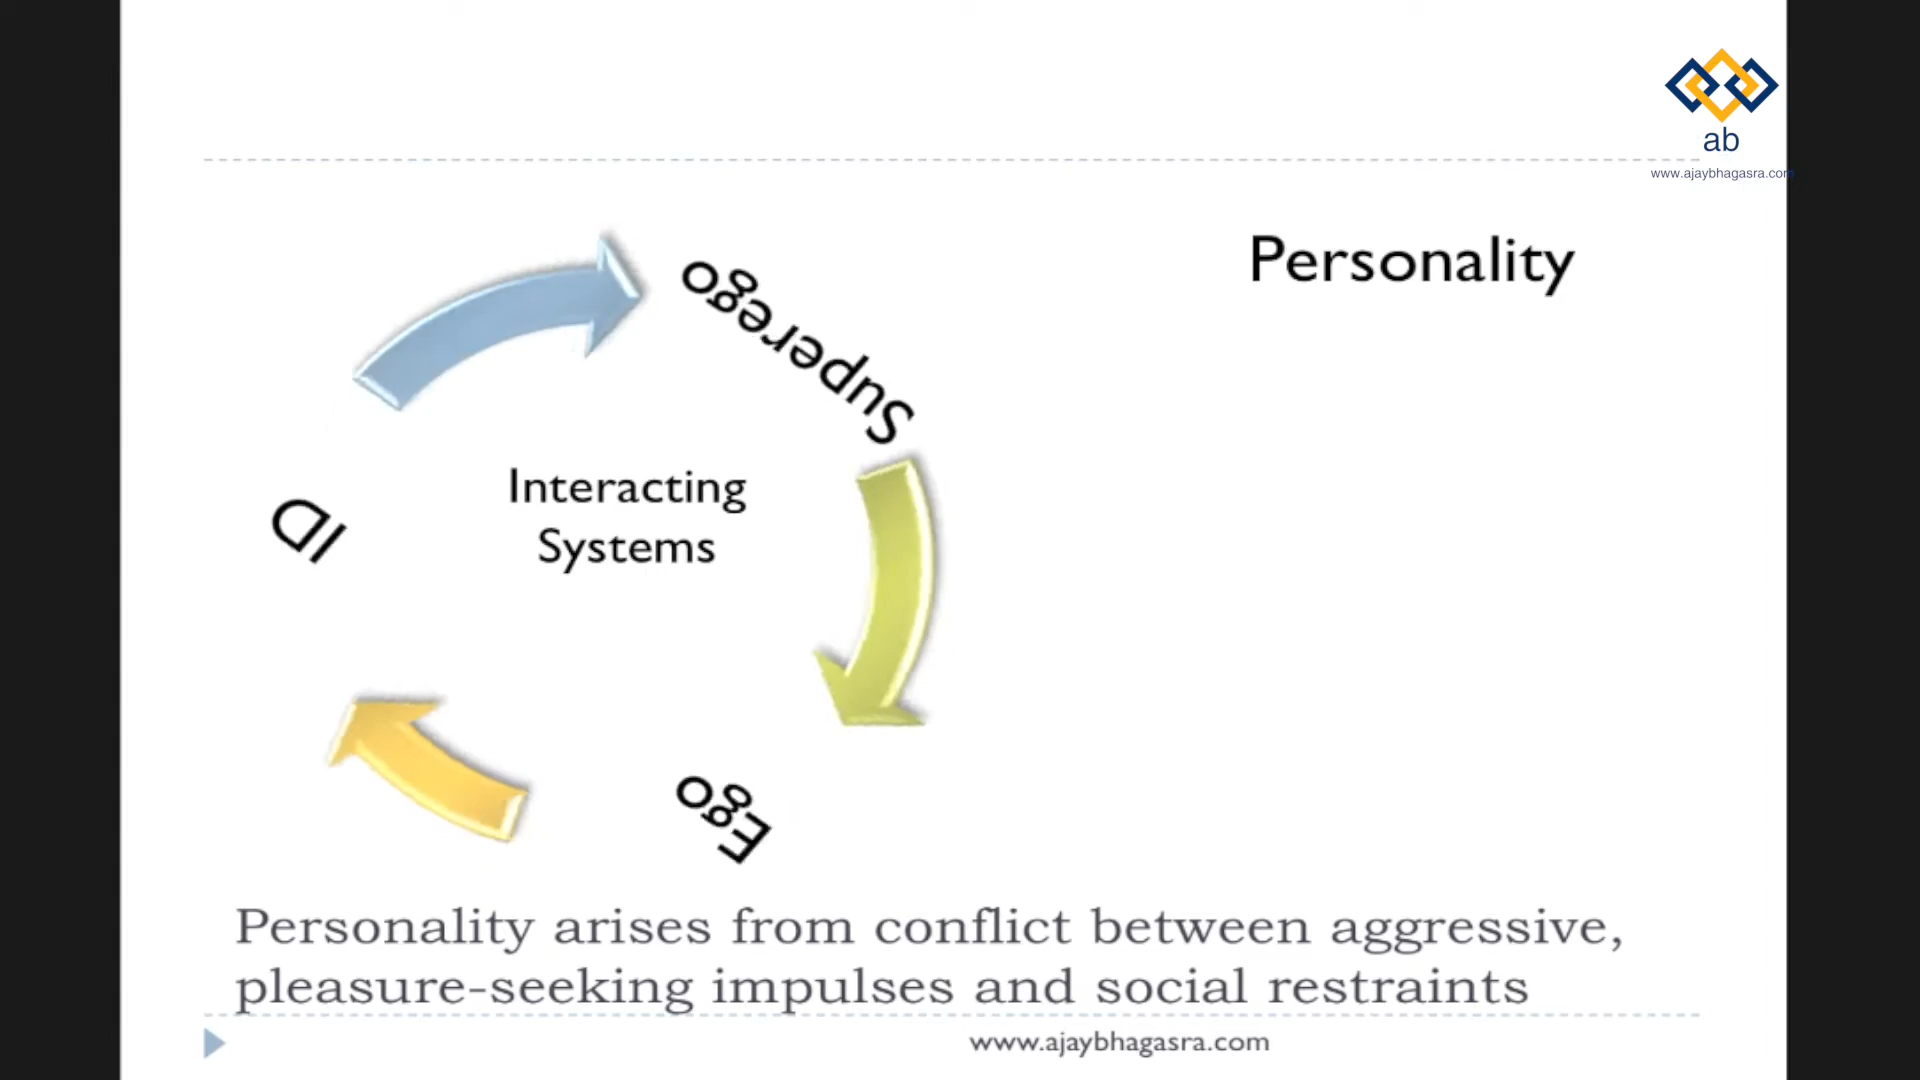 ab
www.ajaybhagasra.com
Personality
Superego
Interacting
Systems
ID
Ego
Personality arises from conflict between aggressive,
pleasure-seeking impulses and social restraints
www.ajaybhagasra.com